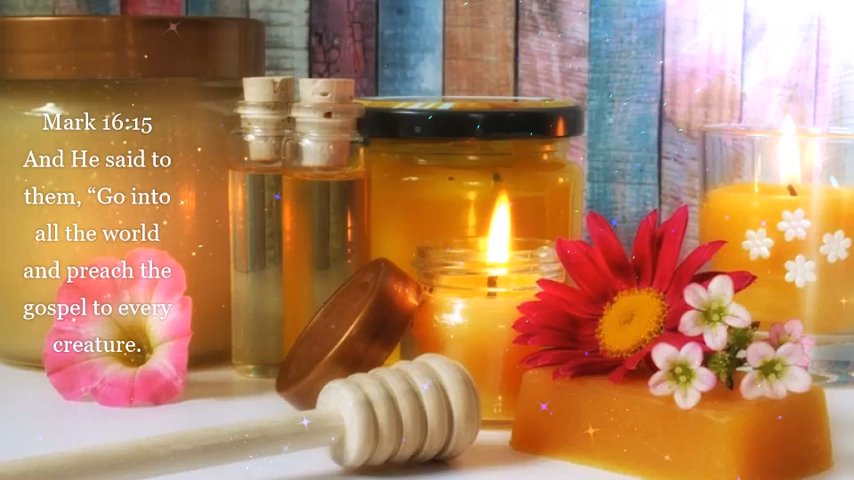 Mark 16:15
And He said to
them, “Go into
all the world
and preach the
gospel to every
creature.